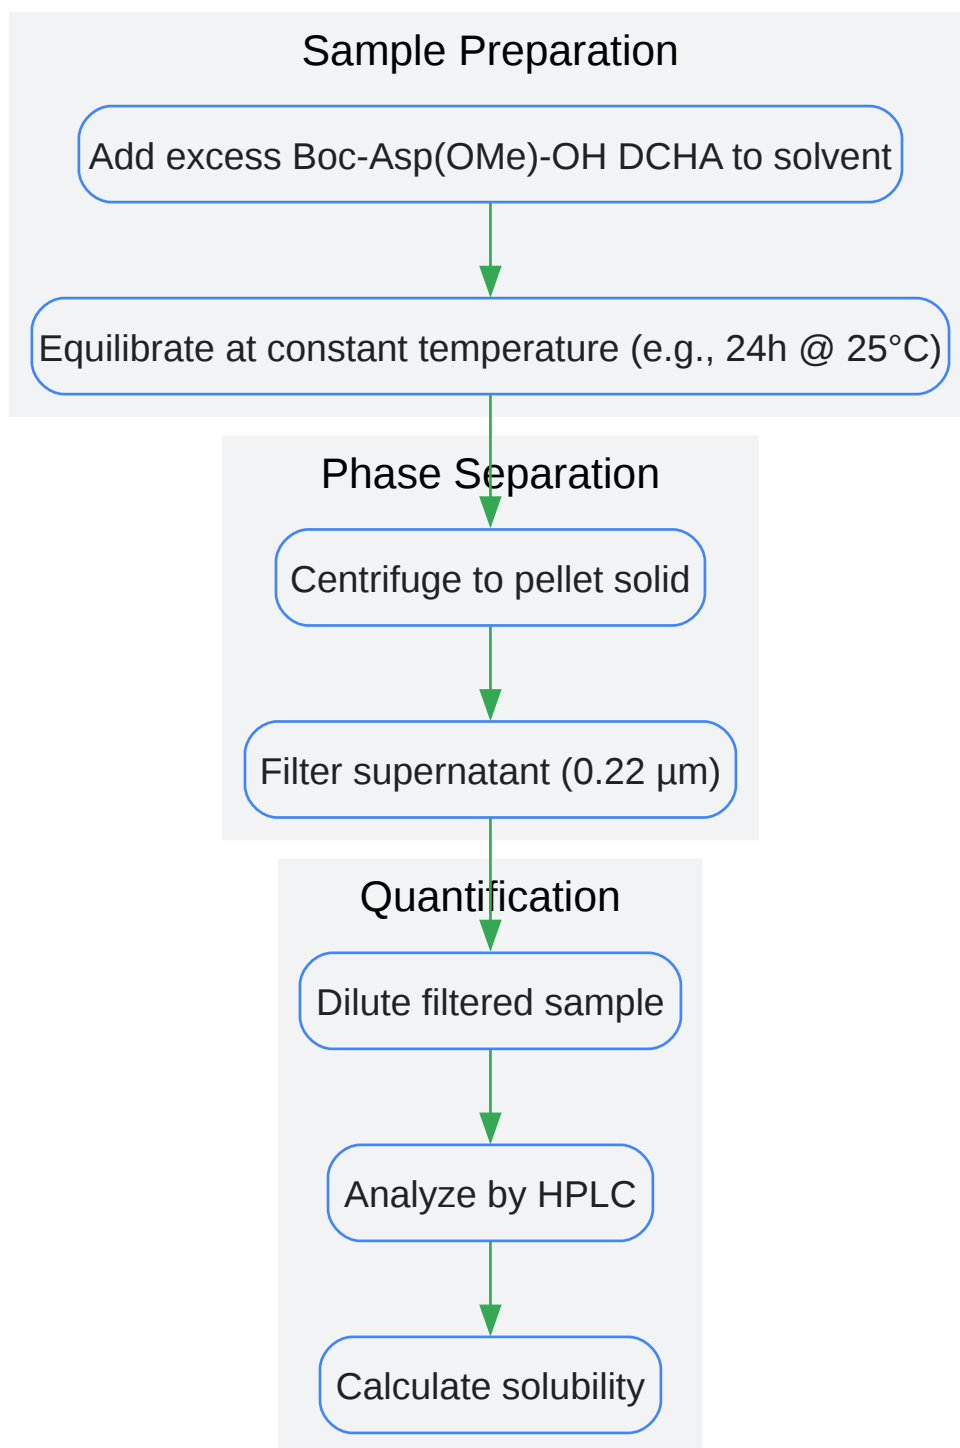 Sample Preparation
Add excess Boc-Asp(OMe)-OH DCHA to solvent
Equilibrate at constant temperature (e.g., 24h @ 25°C)
Phase Separation
Centrifuge to pellet solid
Filter supernatant (0.22 µm)
Quantification
Dilute filtered sample
Analyze by HPLC
Calculate solubility